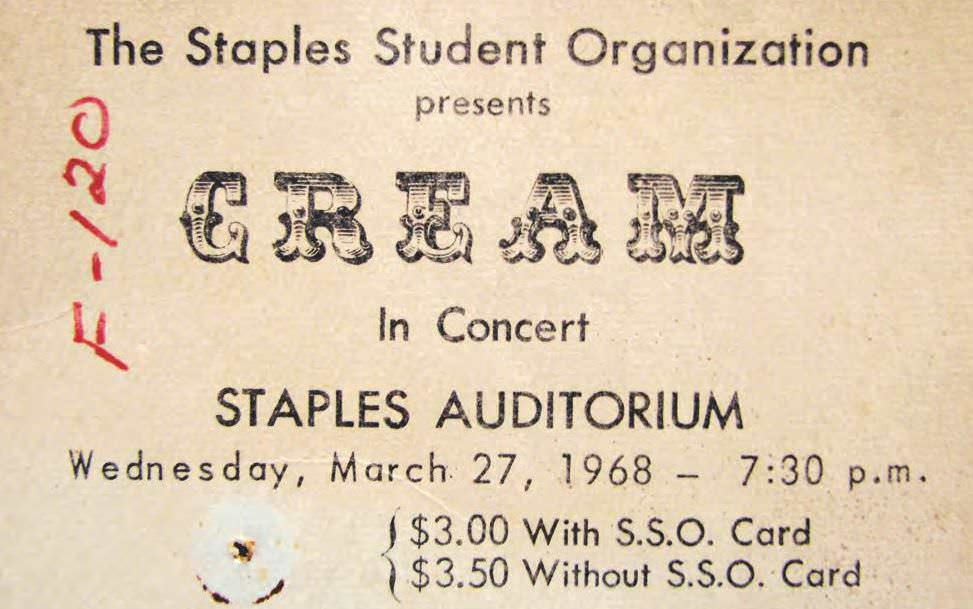 The Staples Student Organization
presents
CREAM
In Concert
STAPLES AUDITORIUM
Wednesday, March 27, 1968 – 7:30 p.m.
$3.00 With S.S.O. Card
$3.50 Without S.S.O. Card
F-120